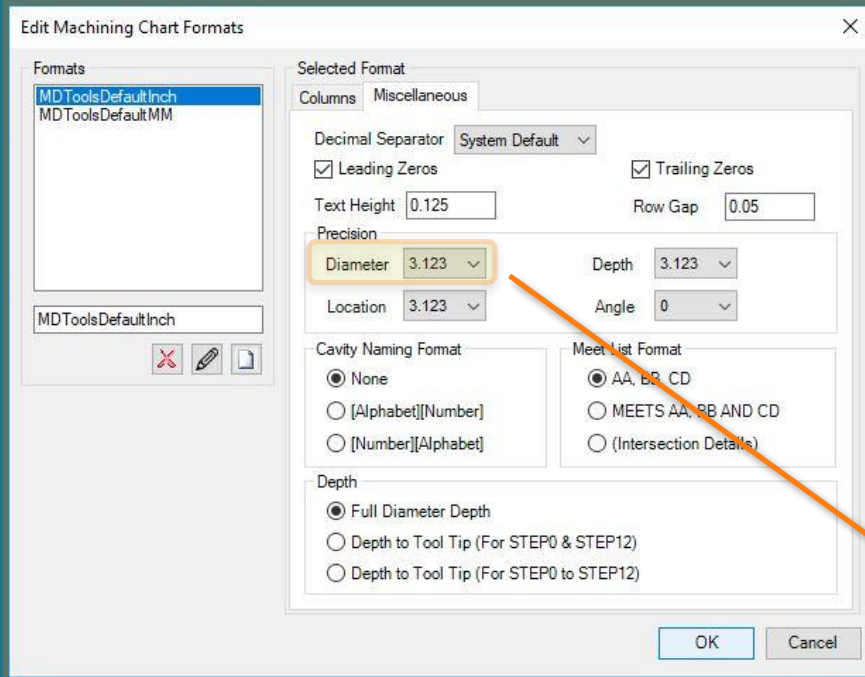 Edit Machining Chart Formats
Formats
MDToolsDefaultInch
MDToolsDefaultMM
MDToolsDefaultInch
Selected Format
Columns Miscellaneous
Decimal Separator System Default
Leading Zeros Trailing Zeros
Text Height 0.125 Row Gap 0.05
Precision
Diameter 3.123 Depth 3.123
Location 3.123 Angle 0
Cavity Naming Format
None
[Alphabet][Number]
[Number][Alphabet]
Meet List Format
AA, BB, CD
MEETS AA, BB AND CD
(Intersection Details)
Depth
Full Diameter Depth
Depth to Tool Tip (For STEP0 & STEP12)
Depth to Tool Tip (For STEP0 to STEP12)
OK Cancel